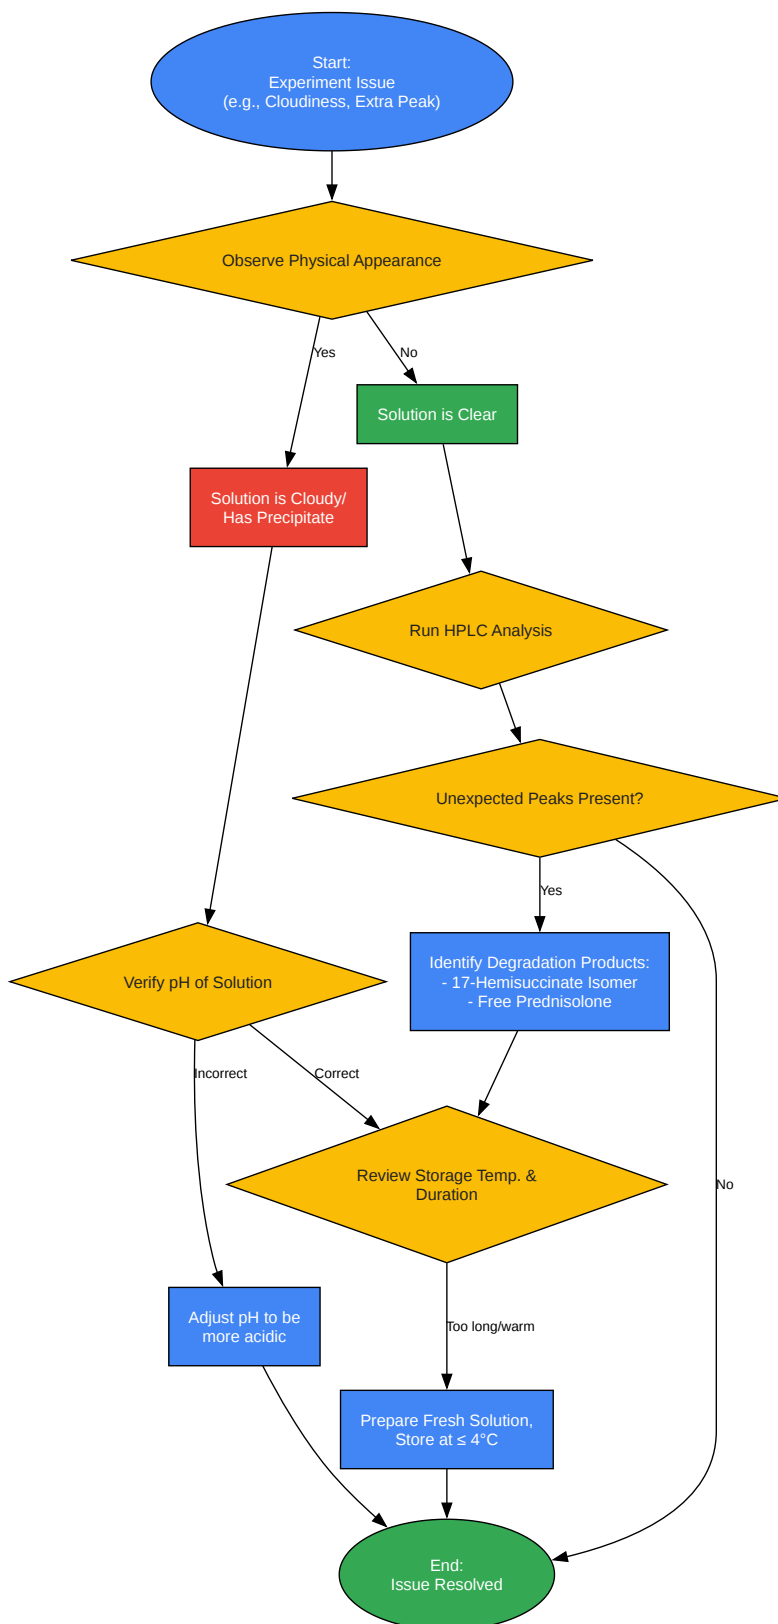 Start:
Experiment Issue
(e.g., Cloudiness, Extra Peak)
Observe Physical Appearance
Yes
No
Solution is Clear
Solution is Cloudy/
Has Precipitate
Run HPLC Analysis
Unexpected Peaks Present?
Yes
Identify Degradation Products:
- 17-Hemisuccinate Isomer
- Free Prednisolone
Verify pH of Solution
Incorrect
Correct
Review Storage Temp. &
Duration
No
Adjust pH to be
more acidic
Too long/warm
Prepare Fresh Solution,
Store at ≤ 4°C
End:
Issue Resolved